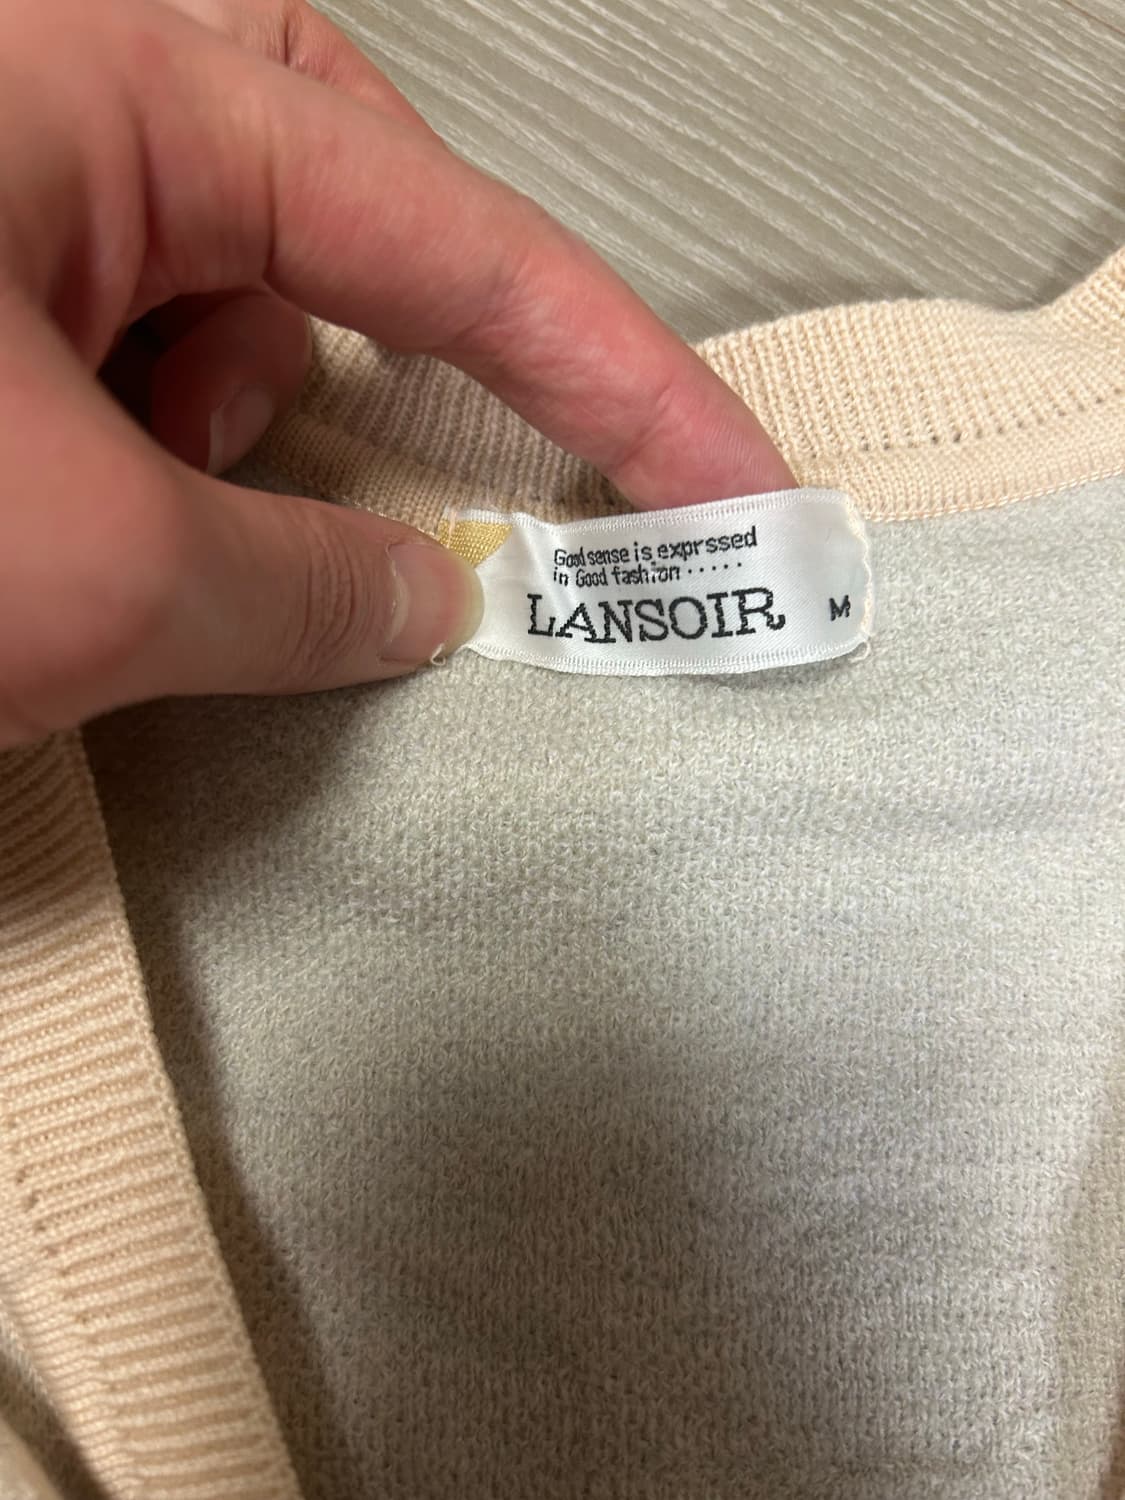 Good sense is exprssed
in Good fashion ·····
LANSOIR M